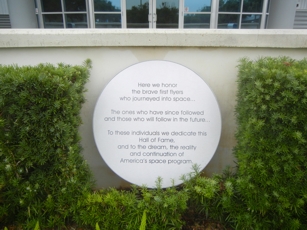 Here we honor
the brave first flyers
who journeyed into space...
The ones who have since followed
and those who will follow in the future...
To these individuals we dedicate this
Hall of Fame,
and to the dream, the reality
and continuation of
America's space program.